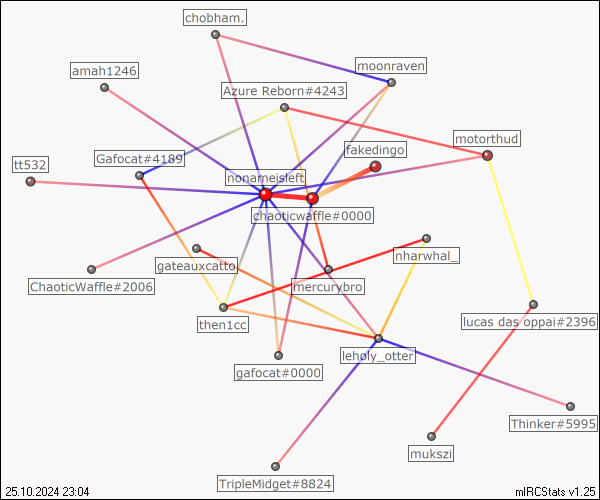 chobham.
moonraven
amah1246
Azure Reborn#4243
motorthud
fakedingo
Gafocat#4189
tt532
nonameisleft
chaoticwaffle#0000
nharwhal_
gateauxcatto
ChaoticWaffle#2006
mercurybro
then1cc
lucas das oppai#2396
leholy_otter
gafocat#0000
Thinker#5995
mukszi
TripleMidget#8824
25.10.2024 23:04
mIRCStats v1.25